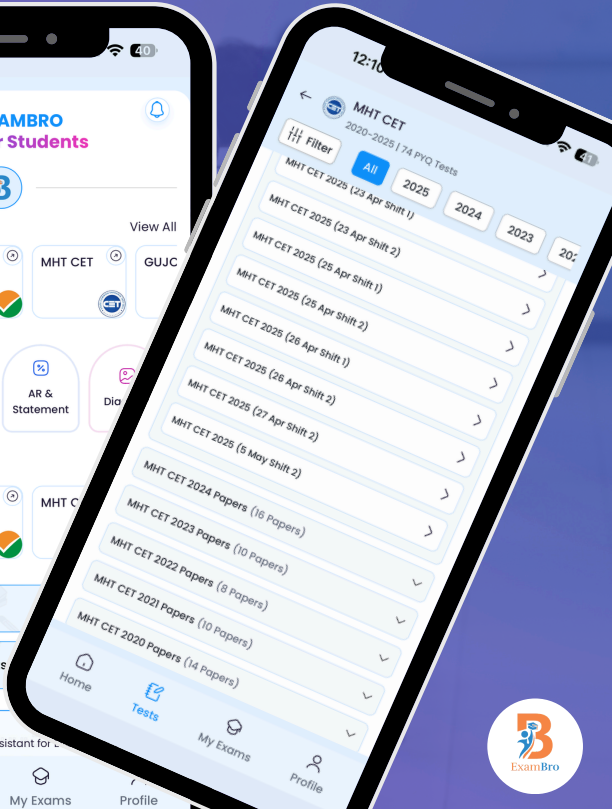 40
AMBRO
r Students
B
View All
MHT CET
GUJC
CET
AR &
Statement
Dia
MHT C
sistant for
My Exams
Profile
12:10
41
MHT CET
2020-2025 | 74 PYQ Tests
Filter
All
2025
2024
2023
202
MHT CET 2025 (23 Apr Shift 1)
MHT CET 2025 (23 Apr Shift 2)
MHT CET 2025 (25 Apr Shift 1)
MHT CET 2025 (25 Apr Shift 2)
MHT CET 2025 (26 Apr Shift 1)
MHT CET 2025 (26 Apr Shift 2)
MHT CET 2025 (27 Apr Shift 2)
MHT CET 2025 (5 May Shift 2)
MHT CET 2024 Papers (16 Papers)
MHT CET 2023 Papers (10 Papers)
MHT CET 2022 Papers (8 Papers)
MHT CET 2021 Papers (10 Papers)
MHT CET 2020 Papers (14 Papers)
Home
Tests
My Exams
Profile
B
ExamBro